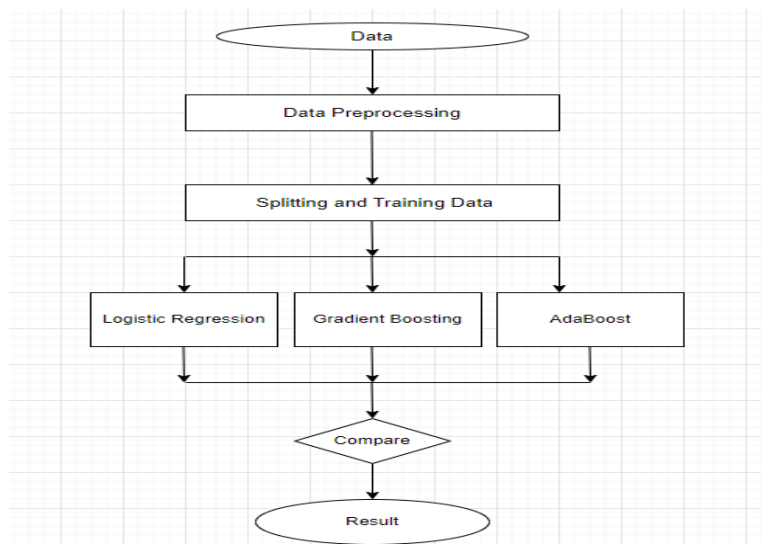 Data
Data Preprocessing
Splitting and Training Data
Logistic Regression
Gradient Boosting
AdaBoost
Compare
Result